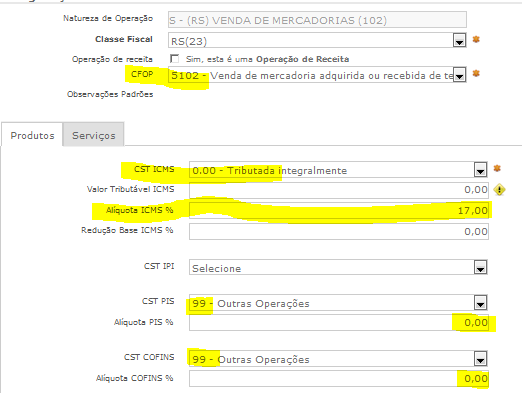 Natureza de Operação S - (RS) VENDA DE MERCADORIAS (102)
Classe Fiscal RS(23)
Operação de receita Sim, esta é uma Operação de Receita
CFOP 5102 - Venda de mercadoria adquirida ou recebida de te
Observações Padrões
Produtos Serviços
CST ICMS 0.00 - Tributada integralmente
Valor Tributável ICMS 0,00
Alíquota ICMS % 17,00
Redução Base ICMS % 0,00
CST IPI Selecione
CST PIS 99 - Outras Operações
Alíquota PIS % 0,00
CST COFINS 99 - Outras Operações
Alíquota COFINS % 0,00